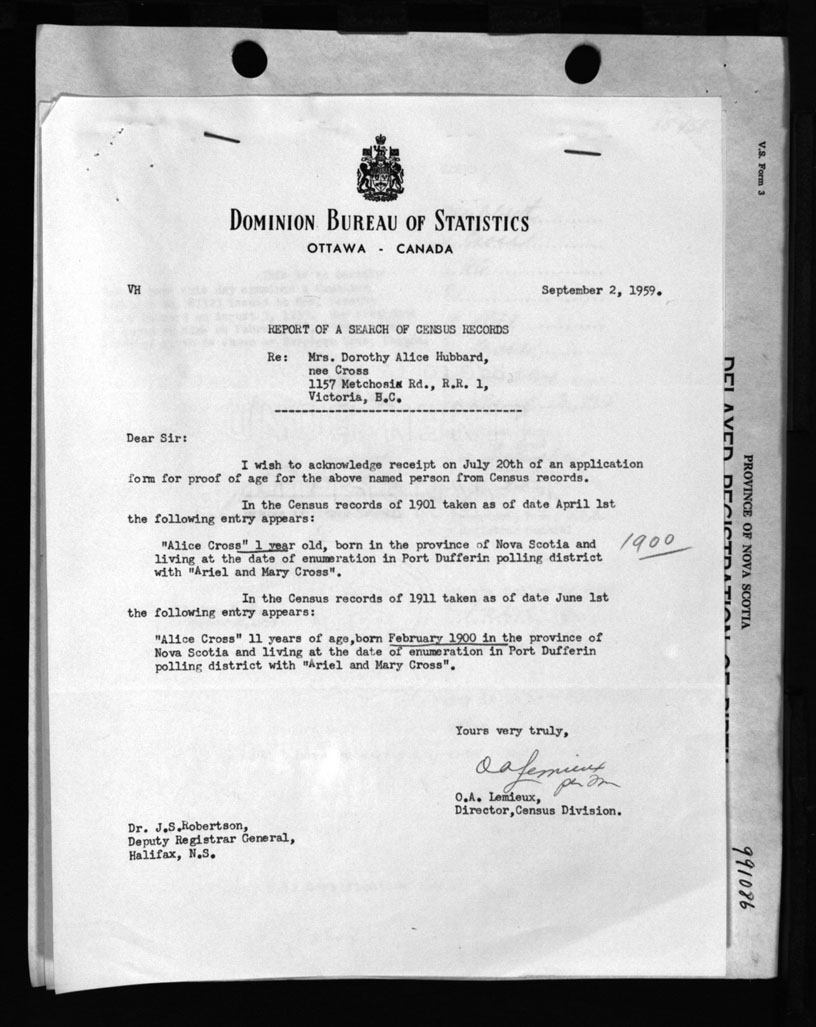 V.S. Form 3
DOMINION BUREAU OF STATISTICS
OTTAWA - CANADA
VH
September 2, 1959.
REPORT OF A SEARCH OF CENSUS RECORDS
Re: Mrs. Dorothy Alice Hubbard,
nee Cross
1157 Metchosin Rd., R.R. 1,
Victoria, B.C.
Dear Sir:
I wish to acknowledge receipt on July 20th of an application
form for proof of age for the above named person from Census records.
In the Census records of 1901 taken as of date April 1st
the following entry appears:
"Alice Cross" 1 year old, born in the province of Nova Scotia and
living at the date of enumeration in Port Dufferin polling district
with "Ariel and Mary Cross".
1900
In the Census records of 1911 taken as of date June 1st
the following entry appears:
"Alice Cross" 11 years of age,born February 1900 in the province of
Nova Scotia and living at the date of enumeration in Port Dufferin
polling district with "Ariel and Mary Cross".
Yours very truly,
O A Lemieux
per
O.A. Lemieux,
Director,Census Division.
Dr. J.S.Robertson,
Deputy Registrar General,
Halifax, N.S.
PROVINCE OF NOVA SCOTIA
DELAYED REGISTRATION OF BIRTH
991086